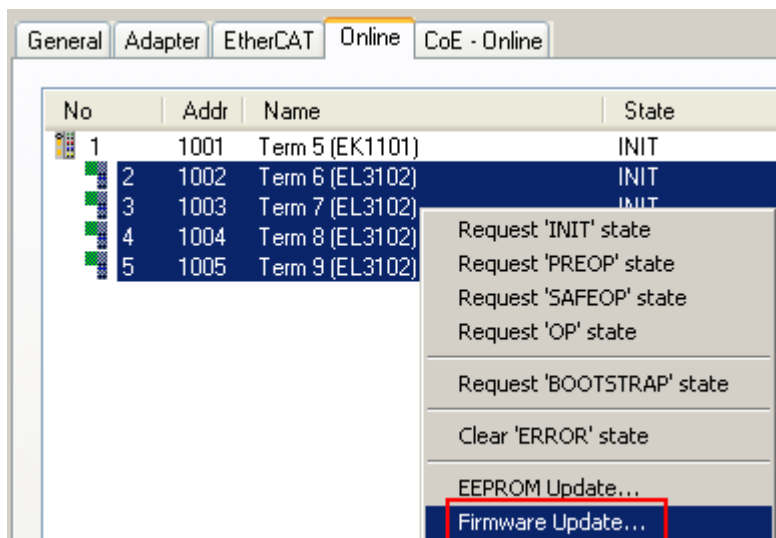 General Adapter EtherCAT Online CoE - Online
No Addr Name State
1 1001 Term 5 (EK1101) INIT
2 1002 Term 6 (EL3102) INIT
3 1003 Term 7 (EL3102) INIT
4 1004 Term 8 (EL3102)
5 1005 Term 9 (EL3102)
Request 'INIT' state
Request 'PREOP' state
Request 'SAFEOP' state
Request 'OP' state
Request 'BOOTSTRAP' state
Clear 'ERROR' state
EEPROM Update...
Firmware Update...